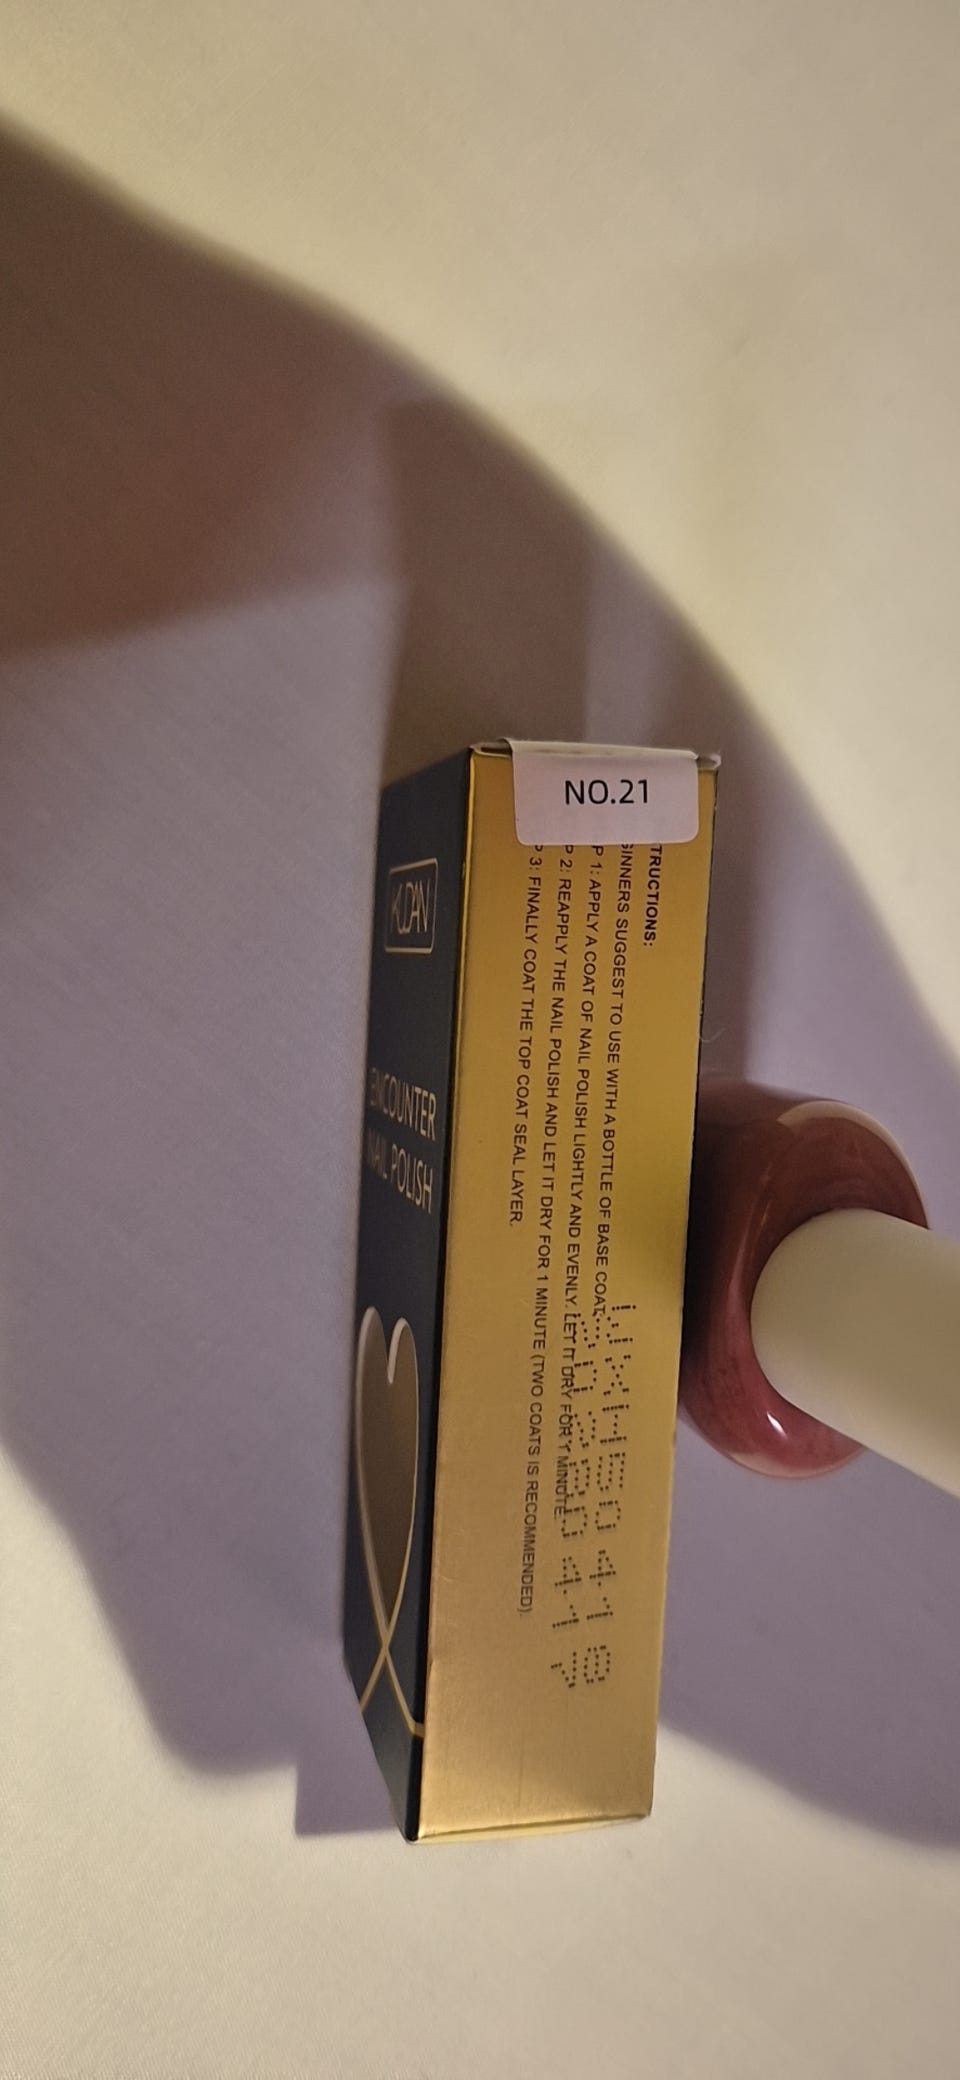 NO.21
TRUCTIONS:
GINNERS SUGGEST TO USE WITH A BOTTLE OF BASE COAT.
P 1: APPLY A COAT OF NAIL POLISH LIGHTLY AND EVENLY. LET IT DRY FOR 1 MINUTE.
P 2: REAPPLY THE NAIL POLISH AND LET IT DRY FOR 1 MINUTE (TWO COATS IS RECOMMENDED).
P 3: FINALLY COAT THE TOP COAT SEAL LAYER.
ENCOUNTER
NAIL POLISH